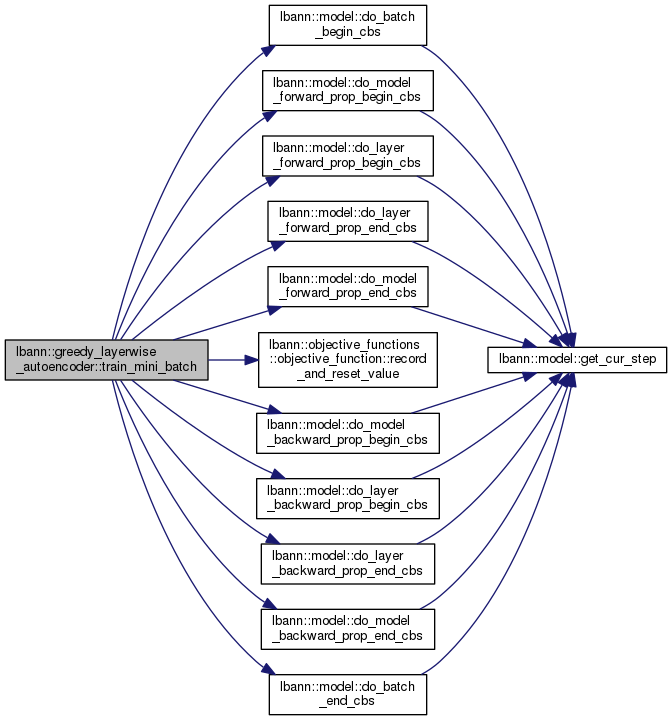 lbann::model::do_batch
_begin_cbs
lbann::model::do_model
_forward_prop_begin_cbs
lbann::model::do_layer
_forward_prop_begin_cbs
lbann::model::do_layer
_forward_prop_end_cbs
lbann::model::do_model
_forward_prop_end_cbs
lbann::greedy_layerwise
_autoencoder::train_mini_batch
lbann::objective_functions
::objective_function::record
_and_reset_value
lbann::model::get_cur_step
lbann::model::do_model
_backward_prop_begin_cbs
lbann::model::do_layer
_backward_prop_begin_cbs
lbann::model::do_layer
_backward_prop_end_cbs
lbann::model::do_model
_backward_prop_end_cbs
lbann::model::do_batch
_end_cbs